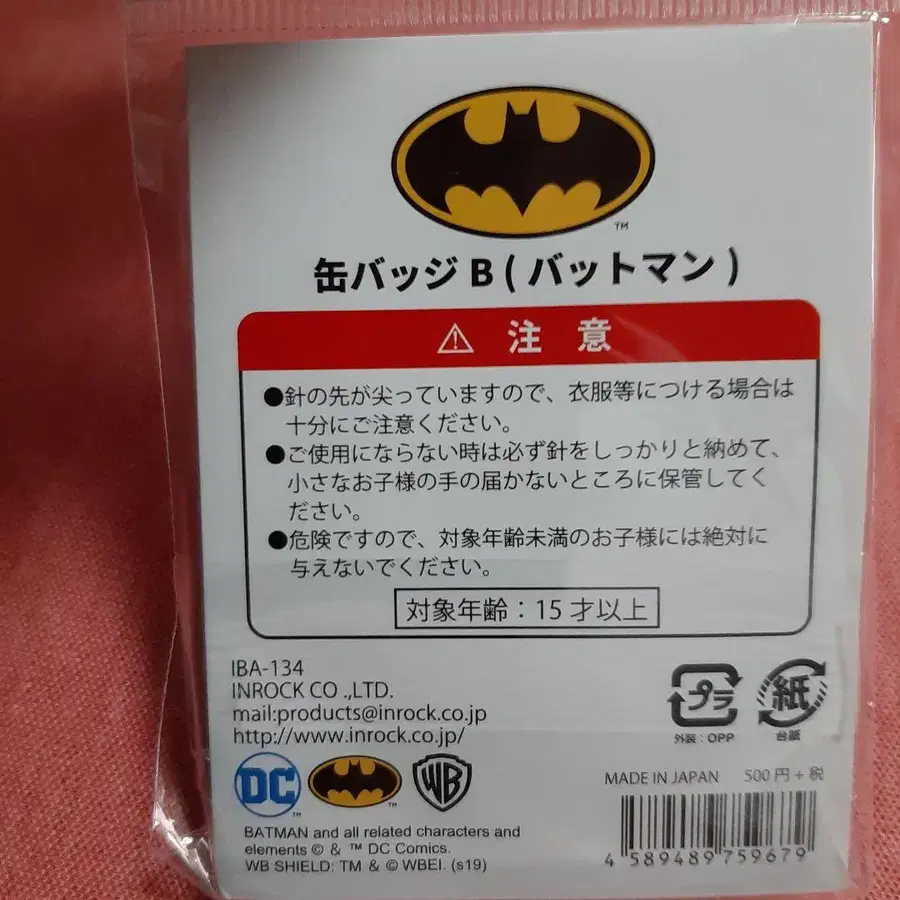 TM
缶バッジ B ( バットマン )
⚠ 注 意
●針の先が尖っていますので、衣服等につける場合は
十分にご注意ください。
●ご使用にならない時は必ず針をしっかりと納めて、
小さなお子様の手の届かないところに保管してく
ださい。
●危険ですので、対象年齢未満のお子様には絶対に
与えないでください。
対象年齢：15 才以上
IBA-134
INROCK CO .,LTD.
mail:products@inrock.co.jp
http://www.inrock.co.jp/
プラ
外装：OPP
紙
台紙
DC TM
TM
WB
MADE IN JAPAN 500 円 + 税
BATMAN and all related characters and
elements © & ™ DC Comics.
WB SHIELD: TM & © WBEI. (s19)
4 589489 759679